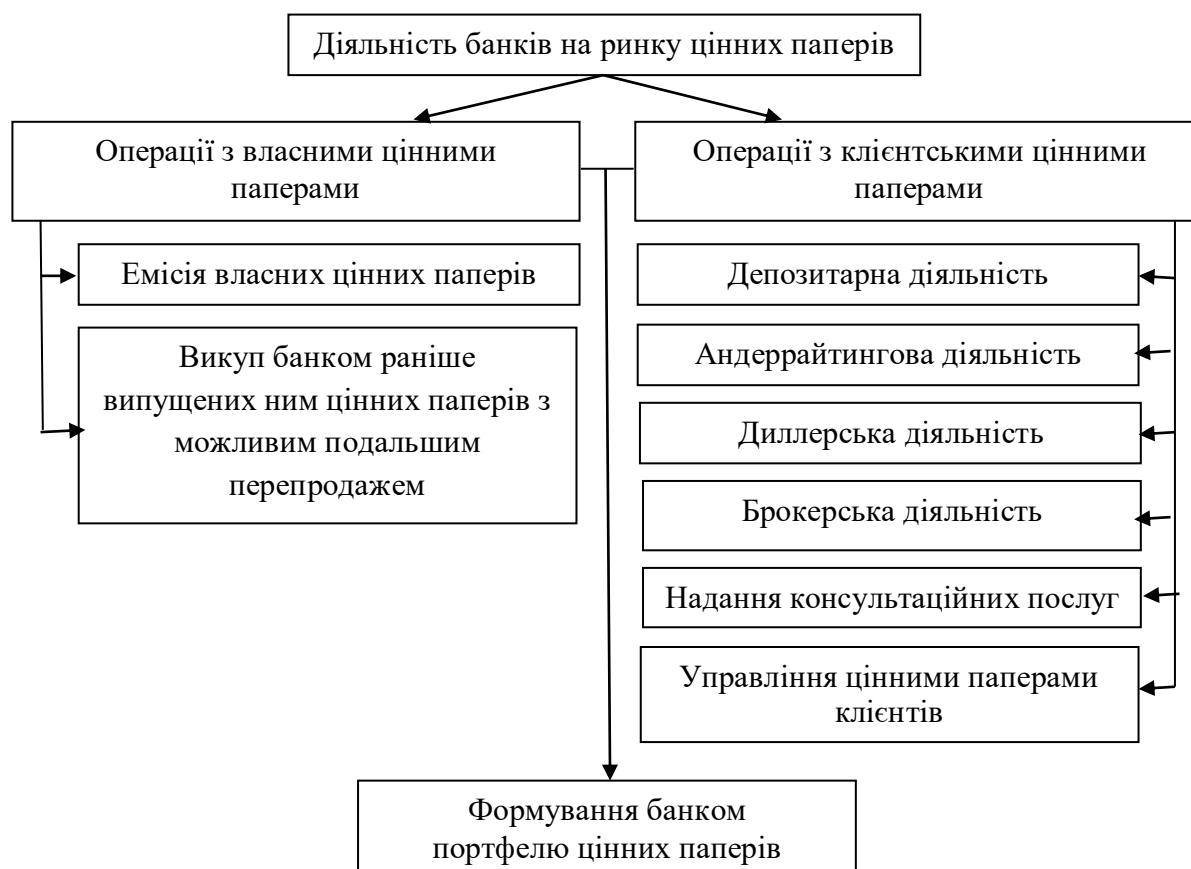 Діяльність банків на ринку цінних паперів
Операції з власними цінними
паперами
Емісія власних цінних паперів
Викуп банком раніше
випущених ним цінних паперів з
можливим подальшим
перепродажем
Операції з клієнтськими цінними
паперами
Депозитарна діяльність
Андеррайтингова діяльність
Диллерська діяльність
Брокерська діяльність
Надання консультаційних послуг
Управління цінними паперами
клієнтів
Формування банком
портфелю цінних паперів